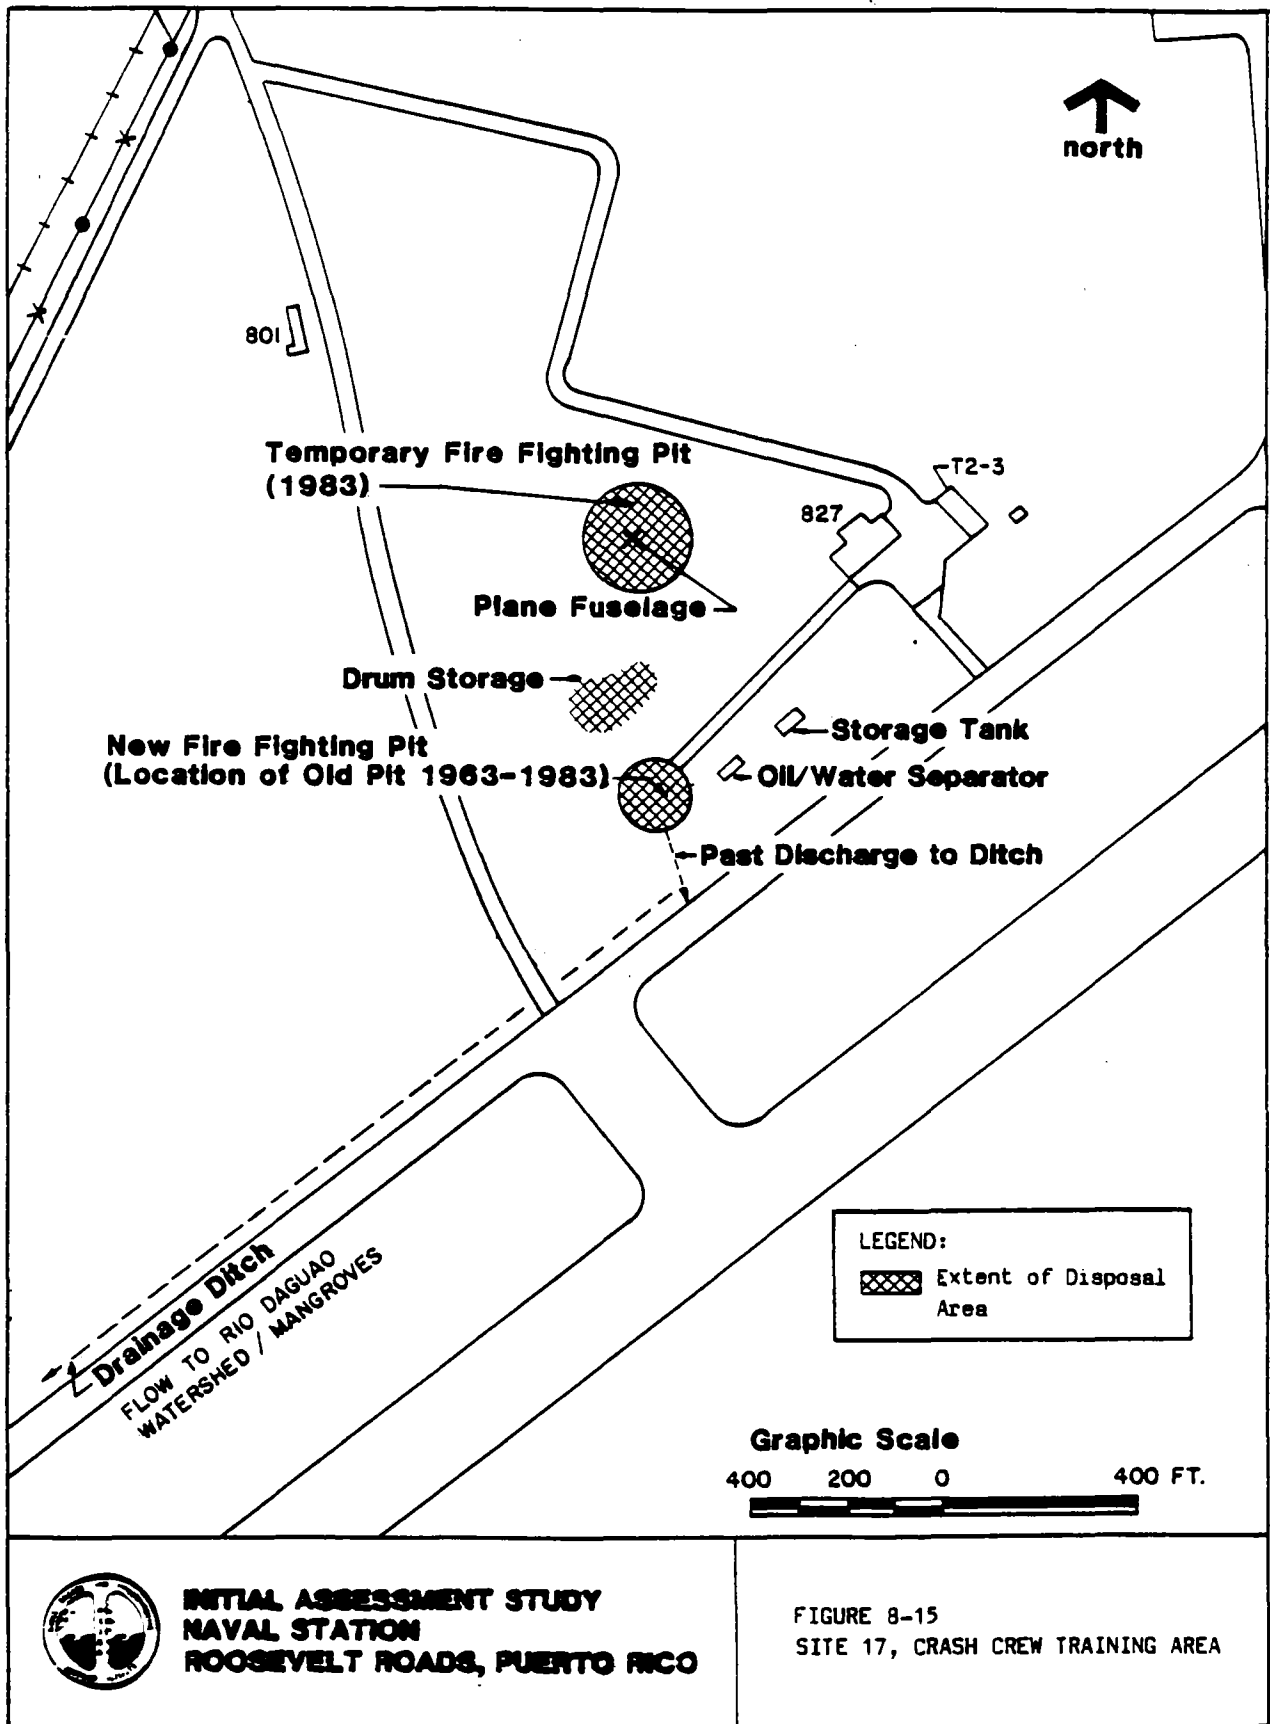 north
801
Temporary Fire Fighting Pit
(1983)
T2-3
827
Plane Fuselage
Drum Storage
New Fire Fighting Pit
(Location of Old Pit 1963-1983)
Storage Tank
Oil/Water Separator
Past Discharge to Ditch
Drainage Ditch
FLOW TO RIO DAGUAO
WATERSHED / MANGROVES
LEGEND:
Extent of Disposal
Area
Graphic Scale
400 200 0 400 FT.
INITIAL ASSESSMENT STUDY
NAVAL STATION
ROOSEVELT ROADS, PUERTO RICO
FIGURE 8-15
SITE 17, CRASH CREW TRAINING AREA